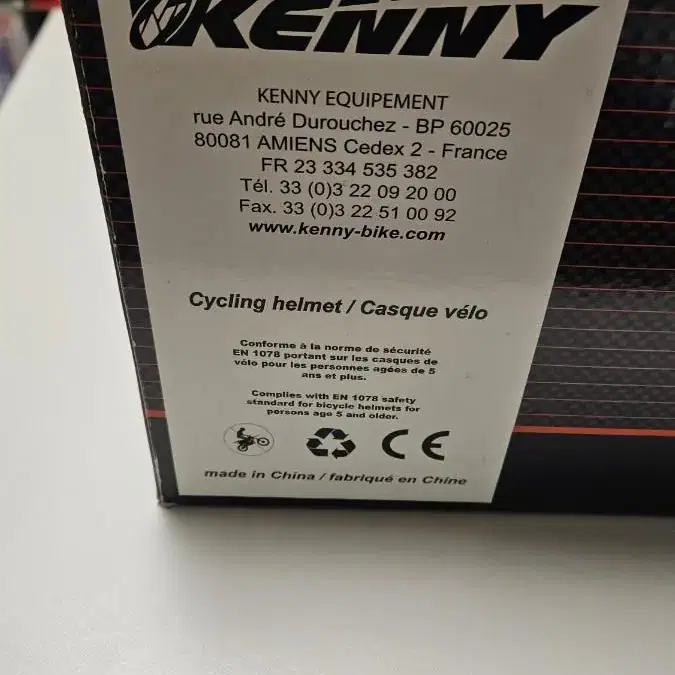 KENNY
KENNY EQUIPEMENT
rue André Durouchez - BP 60025
80081 AMIENS Cedex 2 - France
FR 23 334 535 382
Tél. 33 (0)3 22 09 20 00
Fax. 33 (0)3 22 51 00 92
www.kenny-bike.com
Cycling helmet / Casque vélo
Conforme à la norme de sécurité
EN 1078 portant sur les casques de
vélo pour les personnes agées de 5
ans et plus.
Complies with EN 1078 safety
standard for bicycle helmets for
persons age 5 and older.
CE
made in China / fabriqué en Chine